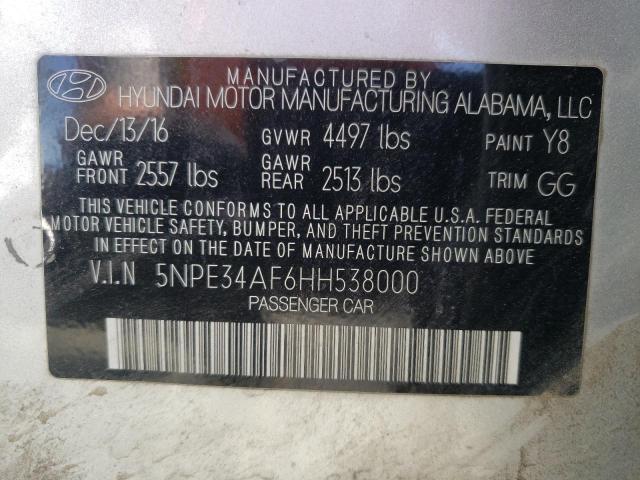 MANUFACTURED BY
HYUNDAI MOTOR MANUFACTURING ALABAMA, LLC
Dec/13/16 GVWR 4497 lbs PAINT Y8
GAWR FRONT 2557 lbs GAWR REAR 2513 lbs TRIM GG
THIS VEHICLE CONFORMS TO ALL APPLICABLE U.S.A. FEDERAL
MOTOR VEHICLE SAFETY, BUMPER, AND THEFT PREVENTION STANDARDS
IN EFFECT ON THE DATE OF MANUFACTURE SHOWN ABOVE.
V.I.N 5NPE34AF6HH538000
PASSENGER CAR